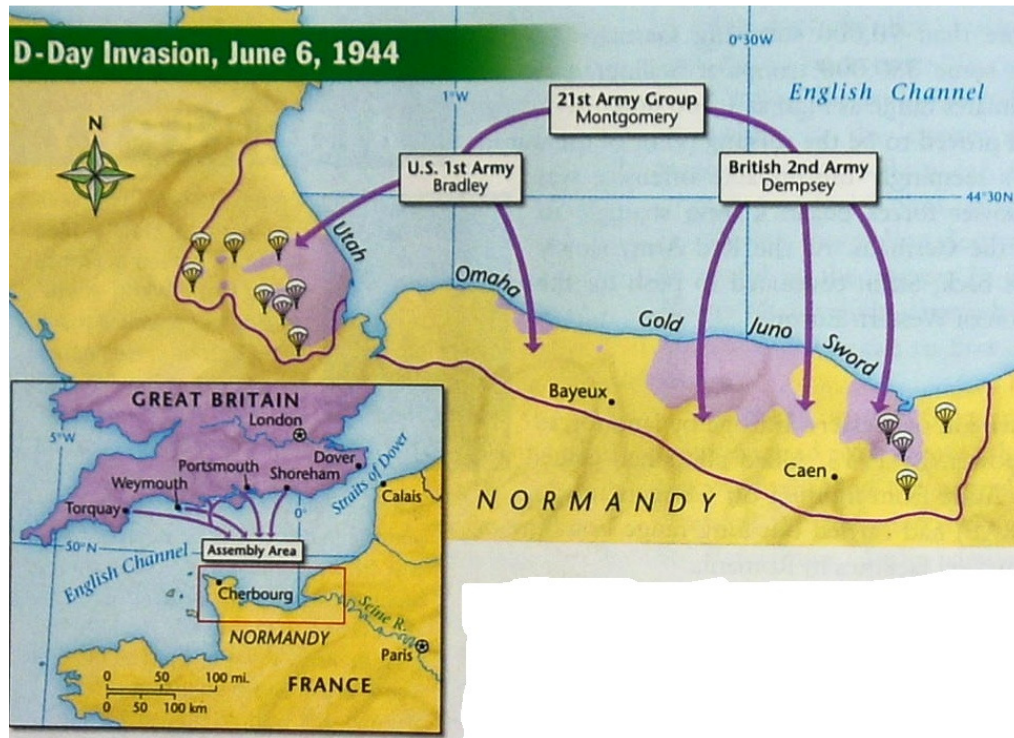 D-Day Invasion, June 6, 1944
0°30W
1°W
English Channel
21st Army Group
Montgomery
N
U.S. 1st Army
Bradley
British 2nd Army
Dempsey
44°30N
Utah
Omaha
Gold
Juno
Sword
Bayeux
Caen
NORMANDY
GREAT BRITAIN
London
5°W
Dover
Portsmouth
Shoreham
Weymouth
Straits of Dover
Torquay
Calais
0°
50°N
Assembly Area
English Channel
Cherbourg
Seine R.
NORMANDY
Paris
0 50 100 mi.
FRANCE
0 50 100 km